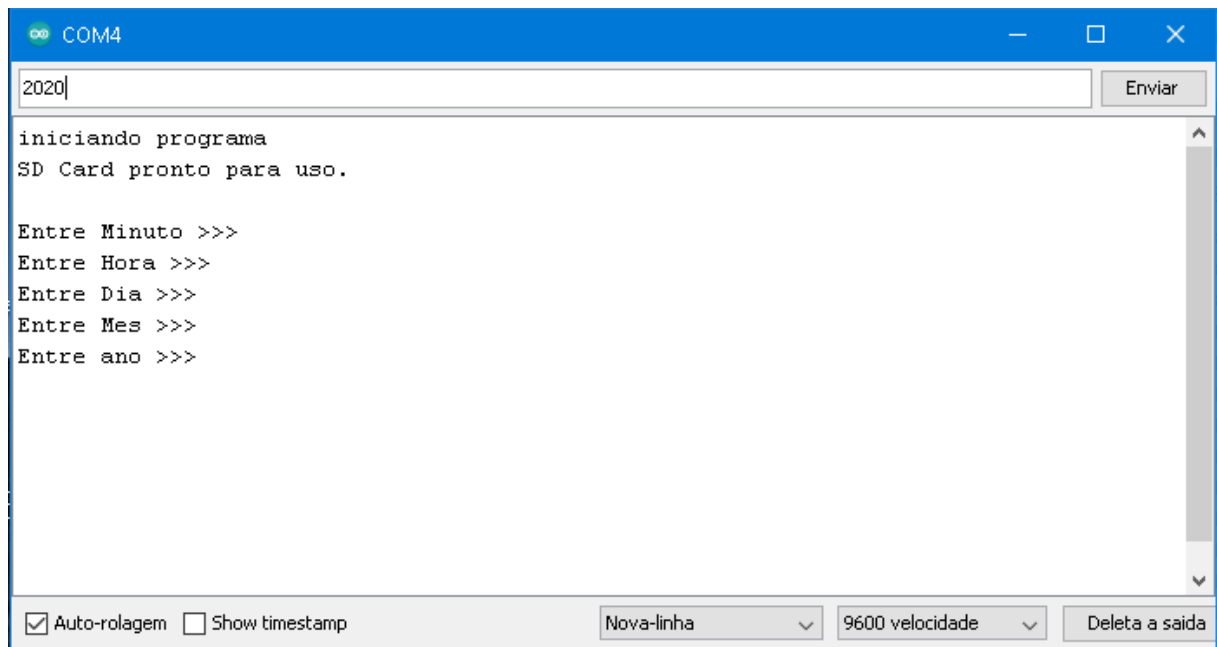 COM4
2020
Enviar
iniciando programa
SD Card pronto para uso.
Entre Minuto >>>
Entre Hora >>>
Entre Dia >>>
Entre Mes >>>
Entre ano >>>
Auto-rolagem Show timestamp Nova-linha 9600 velocidade Deleta a saida